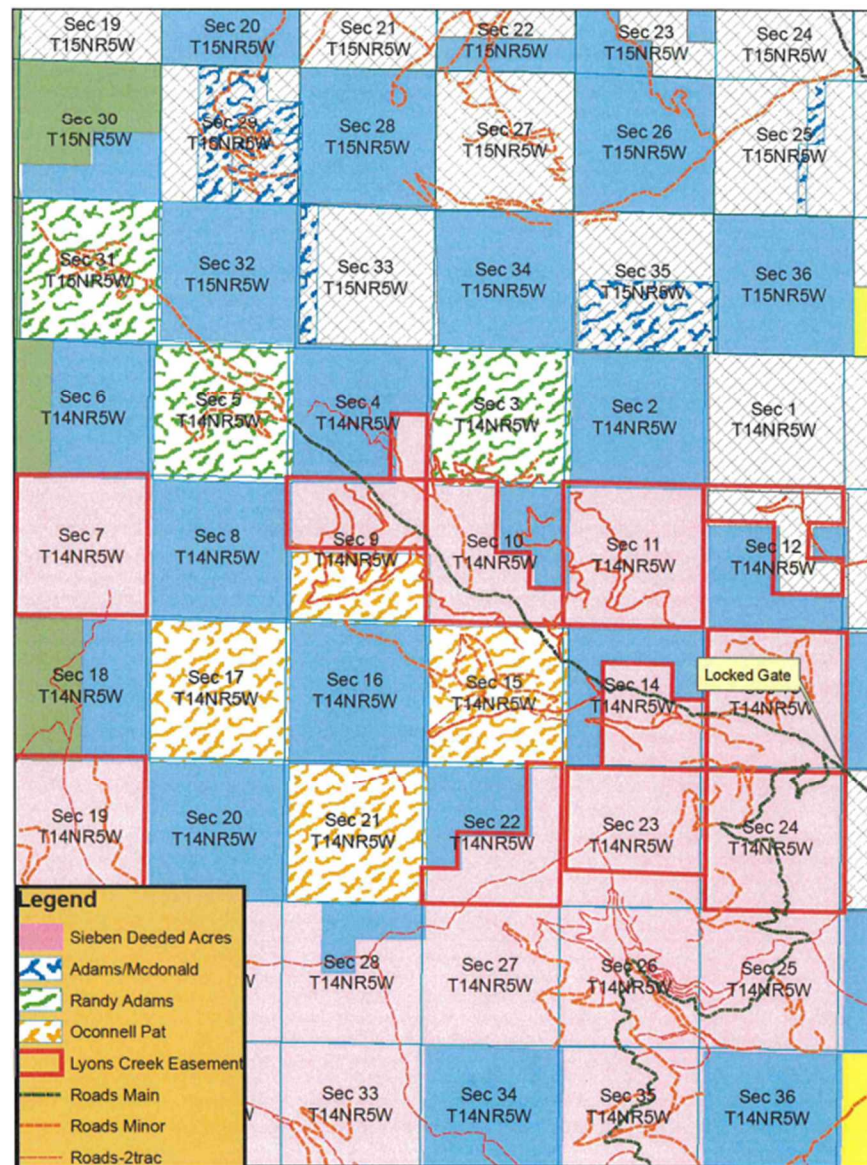 Sec 19
T15NR5W
Sec 20
T15NR5W
Sec 21
T15NR5W
Sec 22
T15NR5W
Sec 23
T15NR5W
Sec 24
T15NR5W
Sec 30
T15NR5W
Sec 29
T15NR5W
Sec 28
T15NR5W
Sec 27
T15NR5W
Sec 26
T15NR5W
Sec 25
T15NR5W
Sec 31
T15NR5W
Sec 32
T15NR5W
Sec 33
T15NR5W
Sec 34
T15NR5W
Sec 35
T15NR5W
Sec 36
T15NR5W
Sec 6
T14NR5W
Sec 5
T14NR5W
Sec 4
T14NR5W
Sec 3
T14NR5W
Sec 2
T14NR5W
Sec 1
T14NR5W
Sec 7
T14NR5W
Sec 8
T14NR5W
Sec 9
T14NR5W
Sec 10
T14NR5W
Sec 11
T14NR5W
Sec 12
T14NR5W
Sec 18
T14NR5W
Sec 17
T14NR5W
Sec 16
T14NR5W
Sec 15
T14NR5W
Sec 14
T14NR5W
Locked Gate
T14NR5W
Sec 19
T14NR5W
Sec 20
T14NR5W
Sec 21
T14NR5W
Sec 22
T14NR5W
Sec 23
T14NR5W
Sec 24
T14NR5W
Sec 28
T14NR5W
Sec 27
T14NR5W
Sec 26
T14NR5W
Sec 25
T14NR5W
Sec 33
T14NR5W
Sec 34
T14NR5W
Sec 35
T14NR5W
Sec 36
T14NR5W
Legend
Sieben Deeded Acres
Adams/Mcdonald
Randy Adams
Oconnell Pat
Lyons Creek Easement
Roads Main
Roads Minor
Roads-2trac